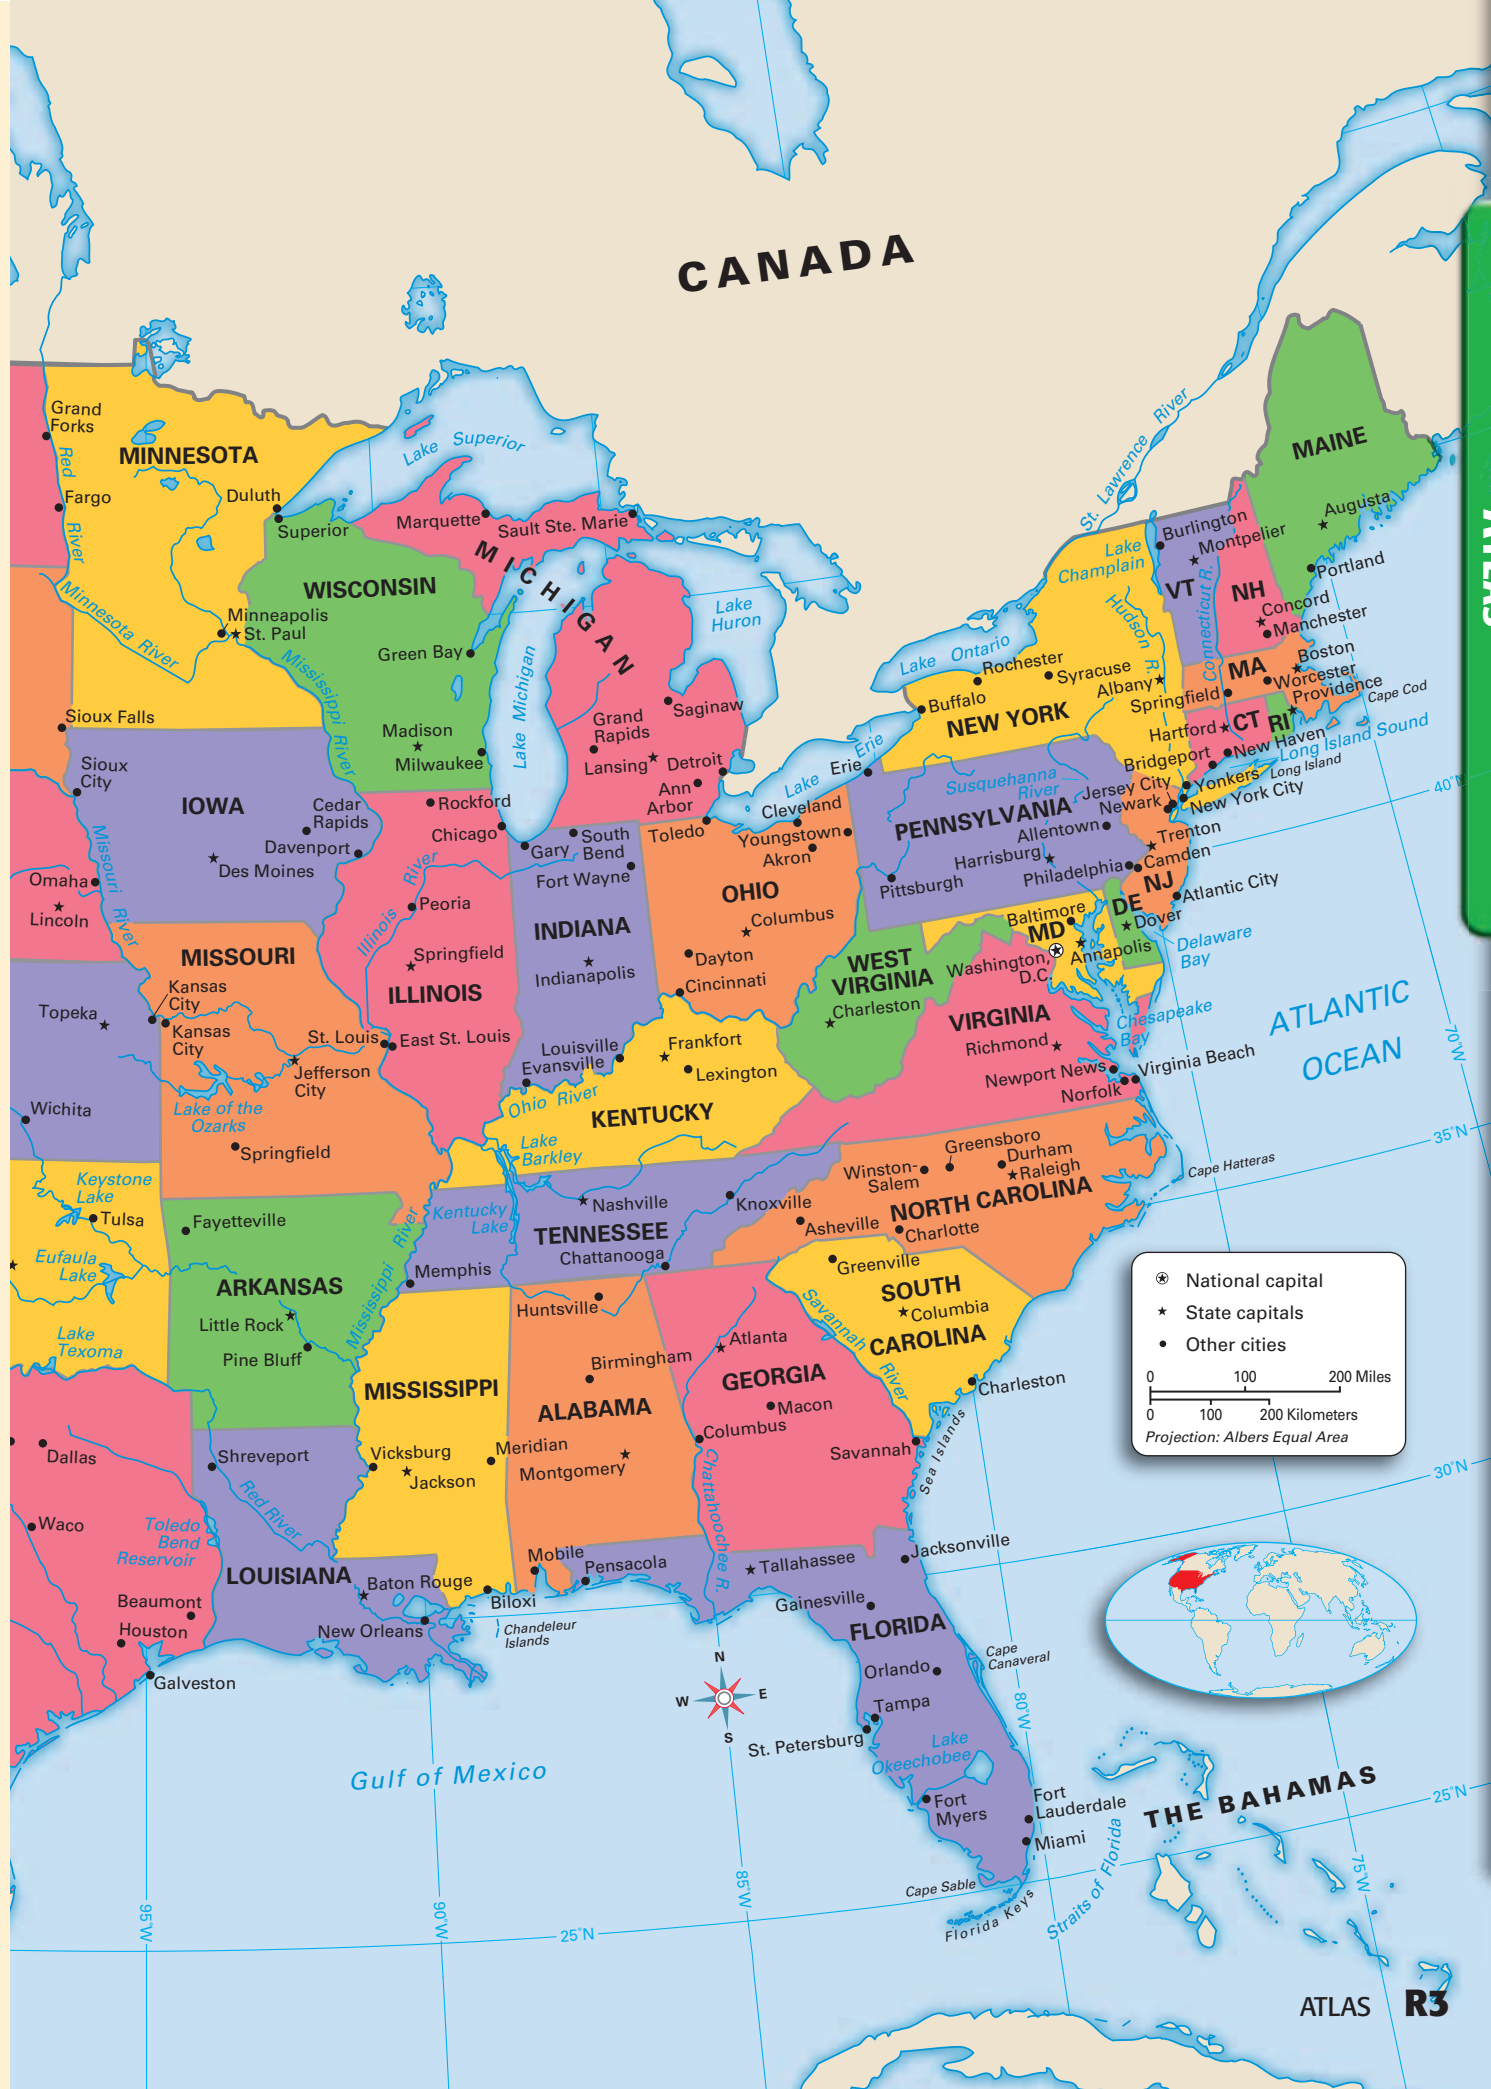 CANADA
Grand
Forks
Red
River
MINNESOTA
Fargo
Duluth
Superior
Lake Superior
Marquette
Sault Ste. Marie
MICHIGAN
WISCONSIN
Minnesota River
Minneapolis
St. Paul
Mississippi River
Green Bay
Lake Michigan
Lake
Huron
Grand
Rapids
Saginaw
Lansing
Detroit
Ann
Arbor
Madison
Milwaukee
Sioux Falls
Sioux
City
IOWA
Cedar
Rapids
Davenport
Des Moines
Missouri River
Omaha
Lincoln
Rockford
Chicago
Illinois River
Peoria
Springfield
ILLINOIS
East St. Louis
Gary
South
Bend
Fort Wayne
INDIANA
Indianapolis
Evansville
Toledo
Cleveland
Youngstown
Akron
OHIO
Columbus
Dayton
Cincinnati
Lake Erie
Erie
Lake Ontario
Buffalo
Rochester
Syracuse
Albany
NEW YORK
Hudson R.
Lake
Champlain
St. Lawrence River
MAINE
Augusta
Portland
Burlington
Montpelier
VT
NH
Connecticut R.
Concord
Manchester
MA
Boston
Worcester
Springfield
Providence
Cape Cod
Hartford
CT
RI
New Haven
Bridgeport
Long Island Sound
Long Island
Yonkers
New York City
Jersey City
Newark
Susquehanna
River
PENNSYLVANIA
Allentown
Harrisburg
Philadelphia
Pittsburgh
Trenton
Camden
NJ
Atlantic City
DE
Dover
Delaware
Bay
Baltimore
MD
Annapolis
Washington,
D.C.
WEST
VIRGINIA
Charleston
VIRGINIA
Richmond
Chesapeake
Bay
Newport News
Norfolk
Virginia Beach
ATLANTIC
OCEAN
40°N
70°W
35°N
MISSOURI
Kansas
City
Kansas
City
Topeka
St. Louis
Jefferson
City
Lake of the
Ozarks
Springfield
Wichita
Louisville
Frankfort
Lexington
Ohio River
KENTUCKY
Lake
Barkley
Kentucky
Lake
Nashville
TENNESSEE
Knoxville
Chattanooga
Memphis
Winston-
Salem
Greensboro
Durham
Raleigh
NORTH CAROLINA
Asheville
Charlotte
Cape Hatteras
Keystone
Lake
Tulsa
Eufaula
Lake
Lake
Texoma
Fayetteville
ARKANSAS
Little Rock
Pine Bluff
Mississippi River
Huntsville
Birmingham
ALABAMA
Montgomery
Mobile
MISSISSIPPI
Vicksburg
Jackson
Meridian
Biloxi
Greenville
SOUTH
CAROLINA
Columbia
Charleston
Savannah River
Atlanta
GEORGIA
Macon
Columbus
Savannah
Sea Islands
Chattahoochee R.
Dallas
Waco
Toledo
Bend
Reservoir
Beaumont
Houston
Galveston
Shreveport
Red River
LOUISIANA
Baton Rouge
New Orleans
Chandeleur
Islands
Pensacola
Tallahassee
Jacksonville
Gainesville
FLORIDA
Orlando
Cape
Canaveral
Tampa
St. Petersburg
Lake
Okeechobee
Fort
Myers
Fort
Lauderdale
Miami
Cape Sable
Florida Keys
Straits of Florida
THE BAHAMAS
Gulf of Mexico
N
W
E
S
National capital
State capitals
Other cities
0 100 200 Miles
0 100 200 Kilometers
Projection: Albers Equal Area
30°N
80°W
25°N
75°W
95°W
90°W
85°W
25°N
ATLAS R3
ATLAS